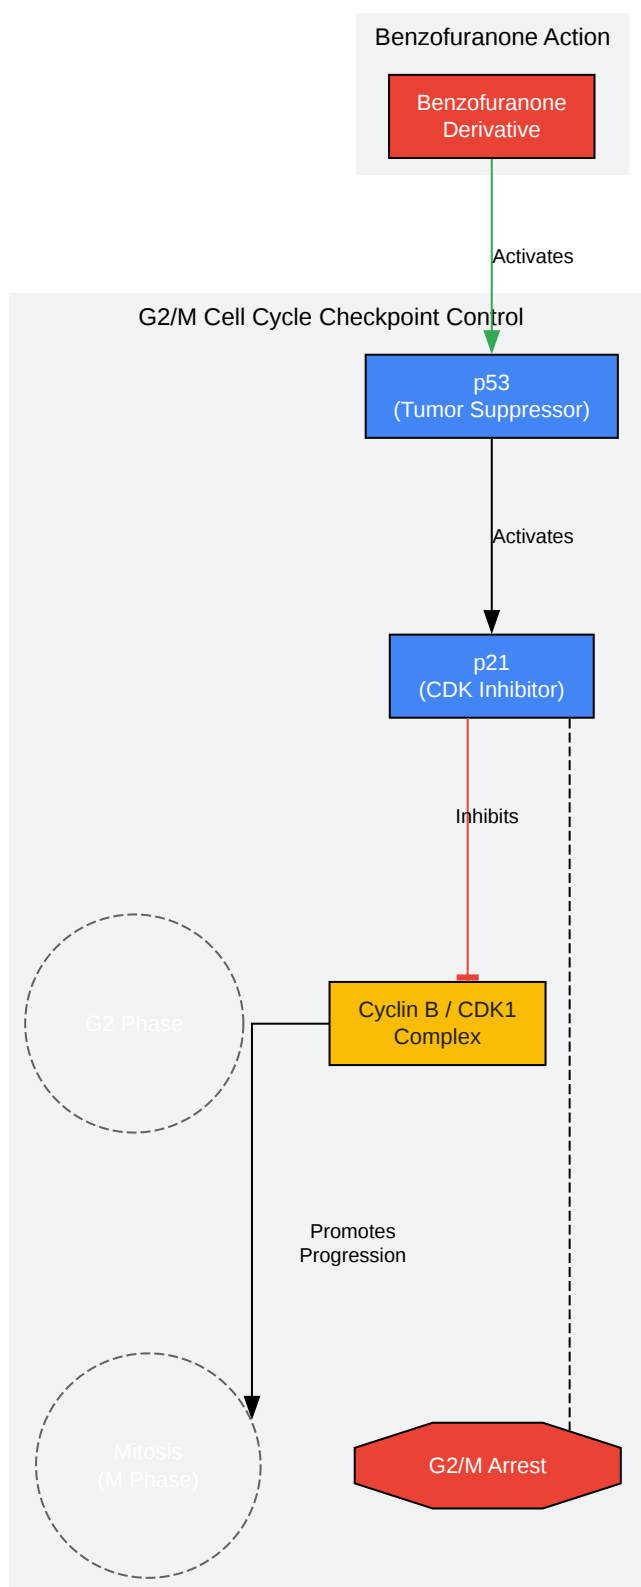 Benzofuranone Action
Benzofuranone
Derivative
Activates
G2/M Cell Cycle Checkpoint Control
p53
(Tumor Suppressor)
Activates
p21
(CDK Inhibitor)
Inhibits
G2 Phase
Cyclin B / CDK1
Complex
Promotes
Progression
Mitosis
(M Phase)
G2/M Arrest